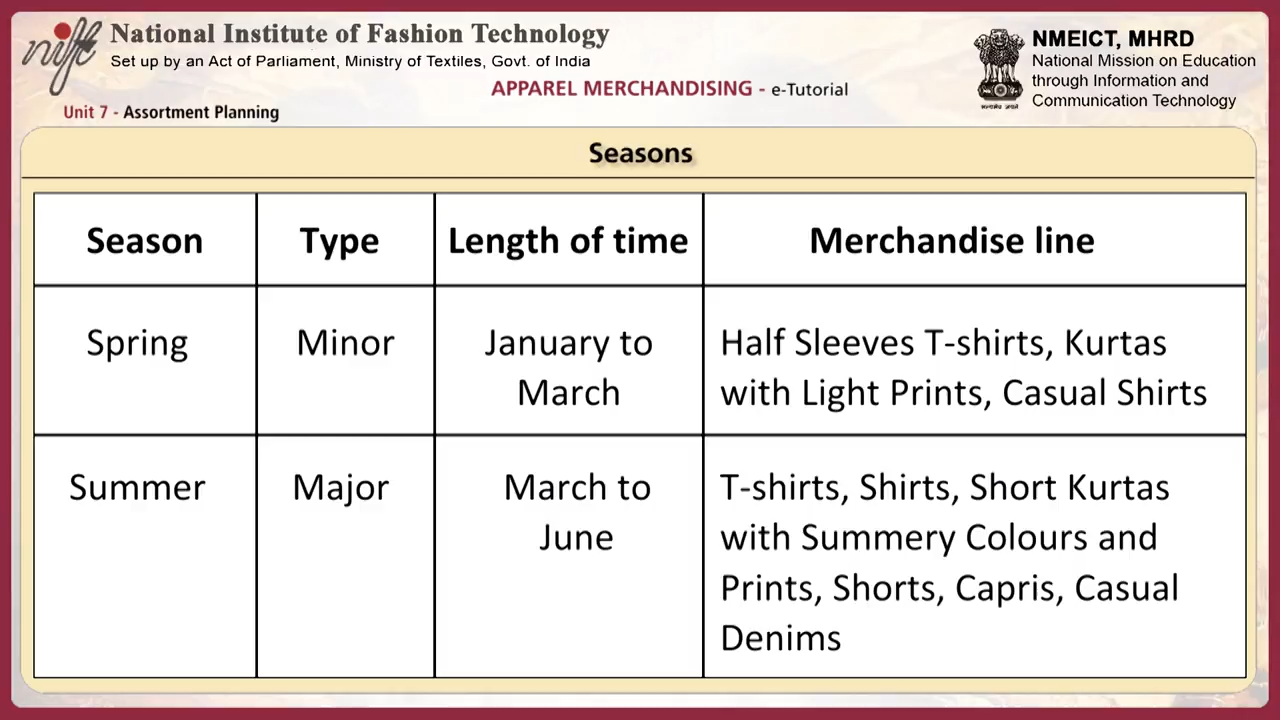 nift
National Institute of Fashion Technology
Set up by an Act of Parliament, Ministry of Textiles, Govt. of India
NMEICT, MHRD
National Mission on Education
through Information and
Communication Technology
सत्यमेव जयते
APPAREL MERCHANDISING - e-Tutorial
Unit 7 - Assortment Planning
Seasons
Season Type Length of time Merchandise line
Spring Minor January to March Half Sleeves T-shirts, Kurtas
with Light Prints, Casual Shirts
Summer Major March to June T-shirts, Shirts, Short Kurtas
with Summery Colours and
Prints, Shorts, Capris, Casual
Denims